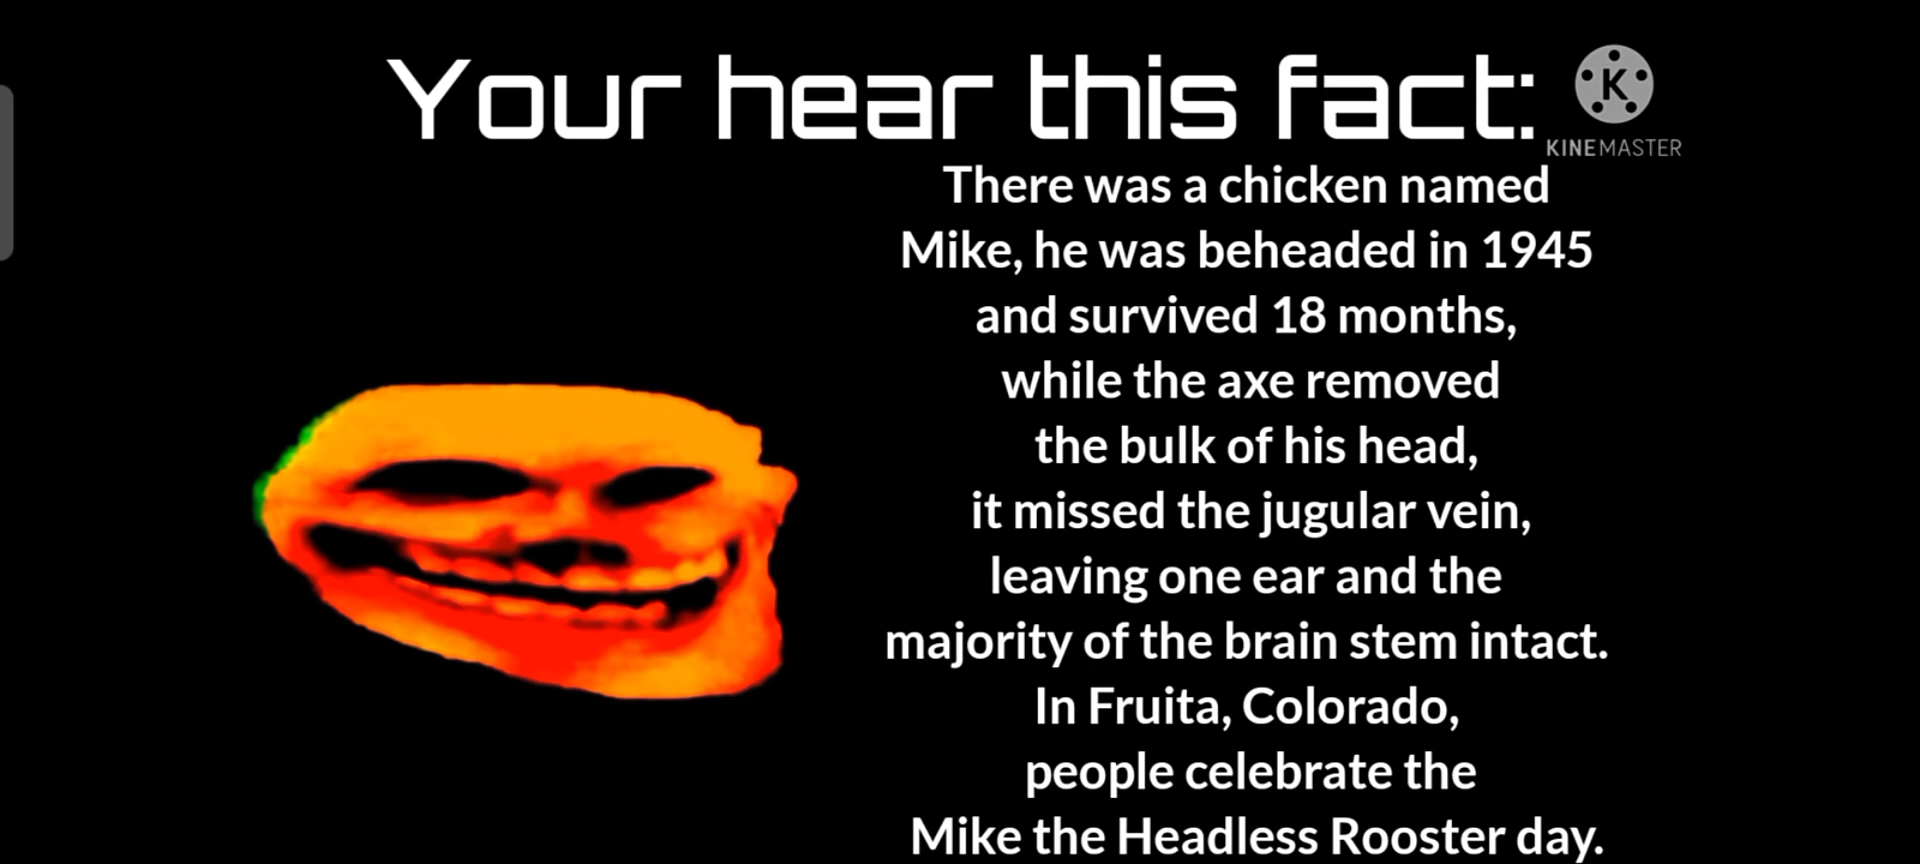 Your hear this fact:
KINEMASTER
There was a chicken named
Mike, he was beheaded in 1945
and survived 18 months,
while the axe removed
the bulk of his head,
it missed the jugular vein,
leaving one ear and the
majority of the brain stem intact.
In Fruita, Colorado,
people celebrate the
Mike the Headless Rooster day.